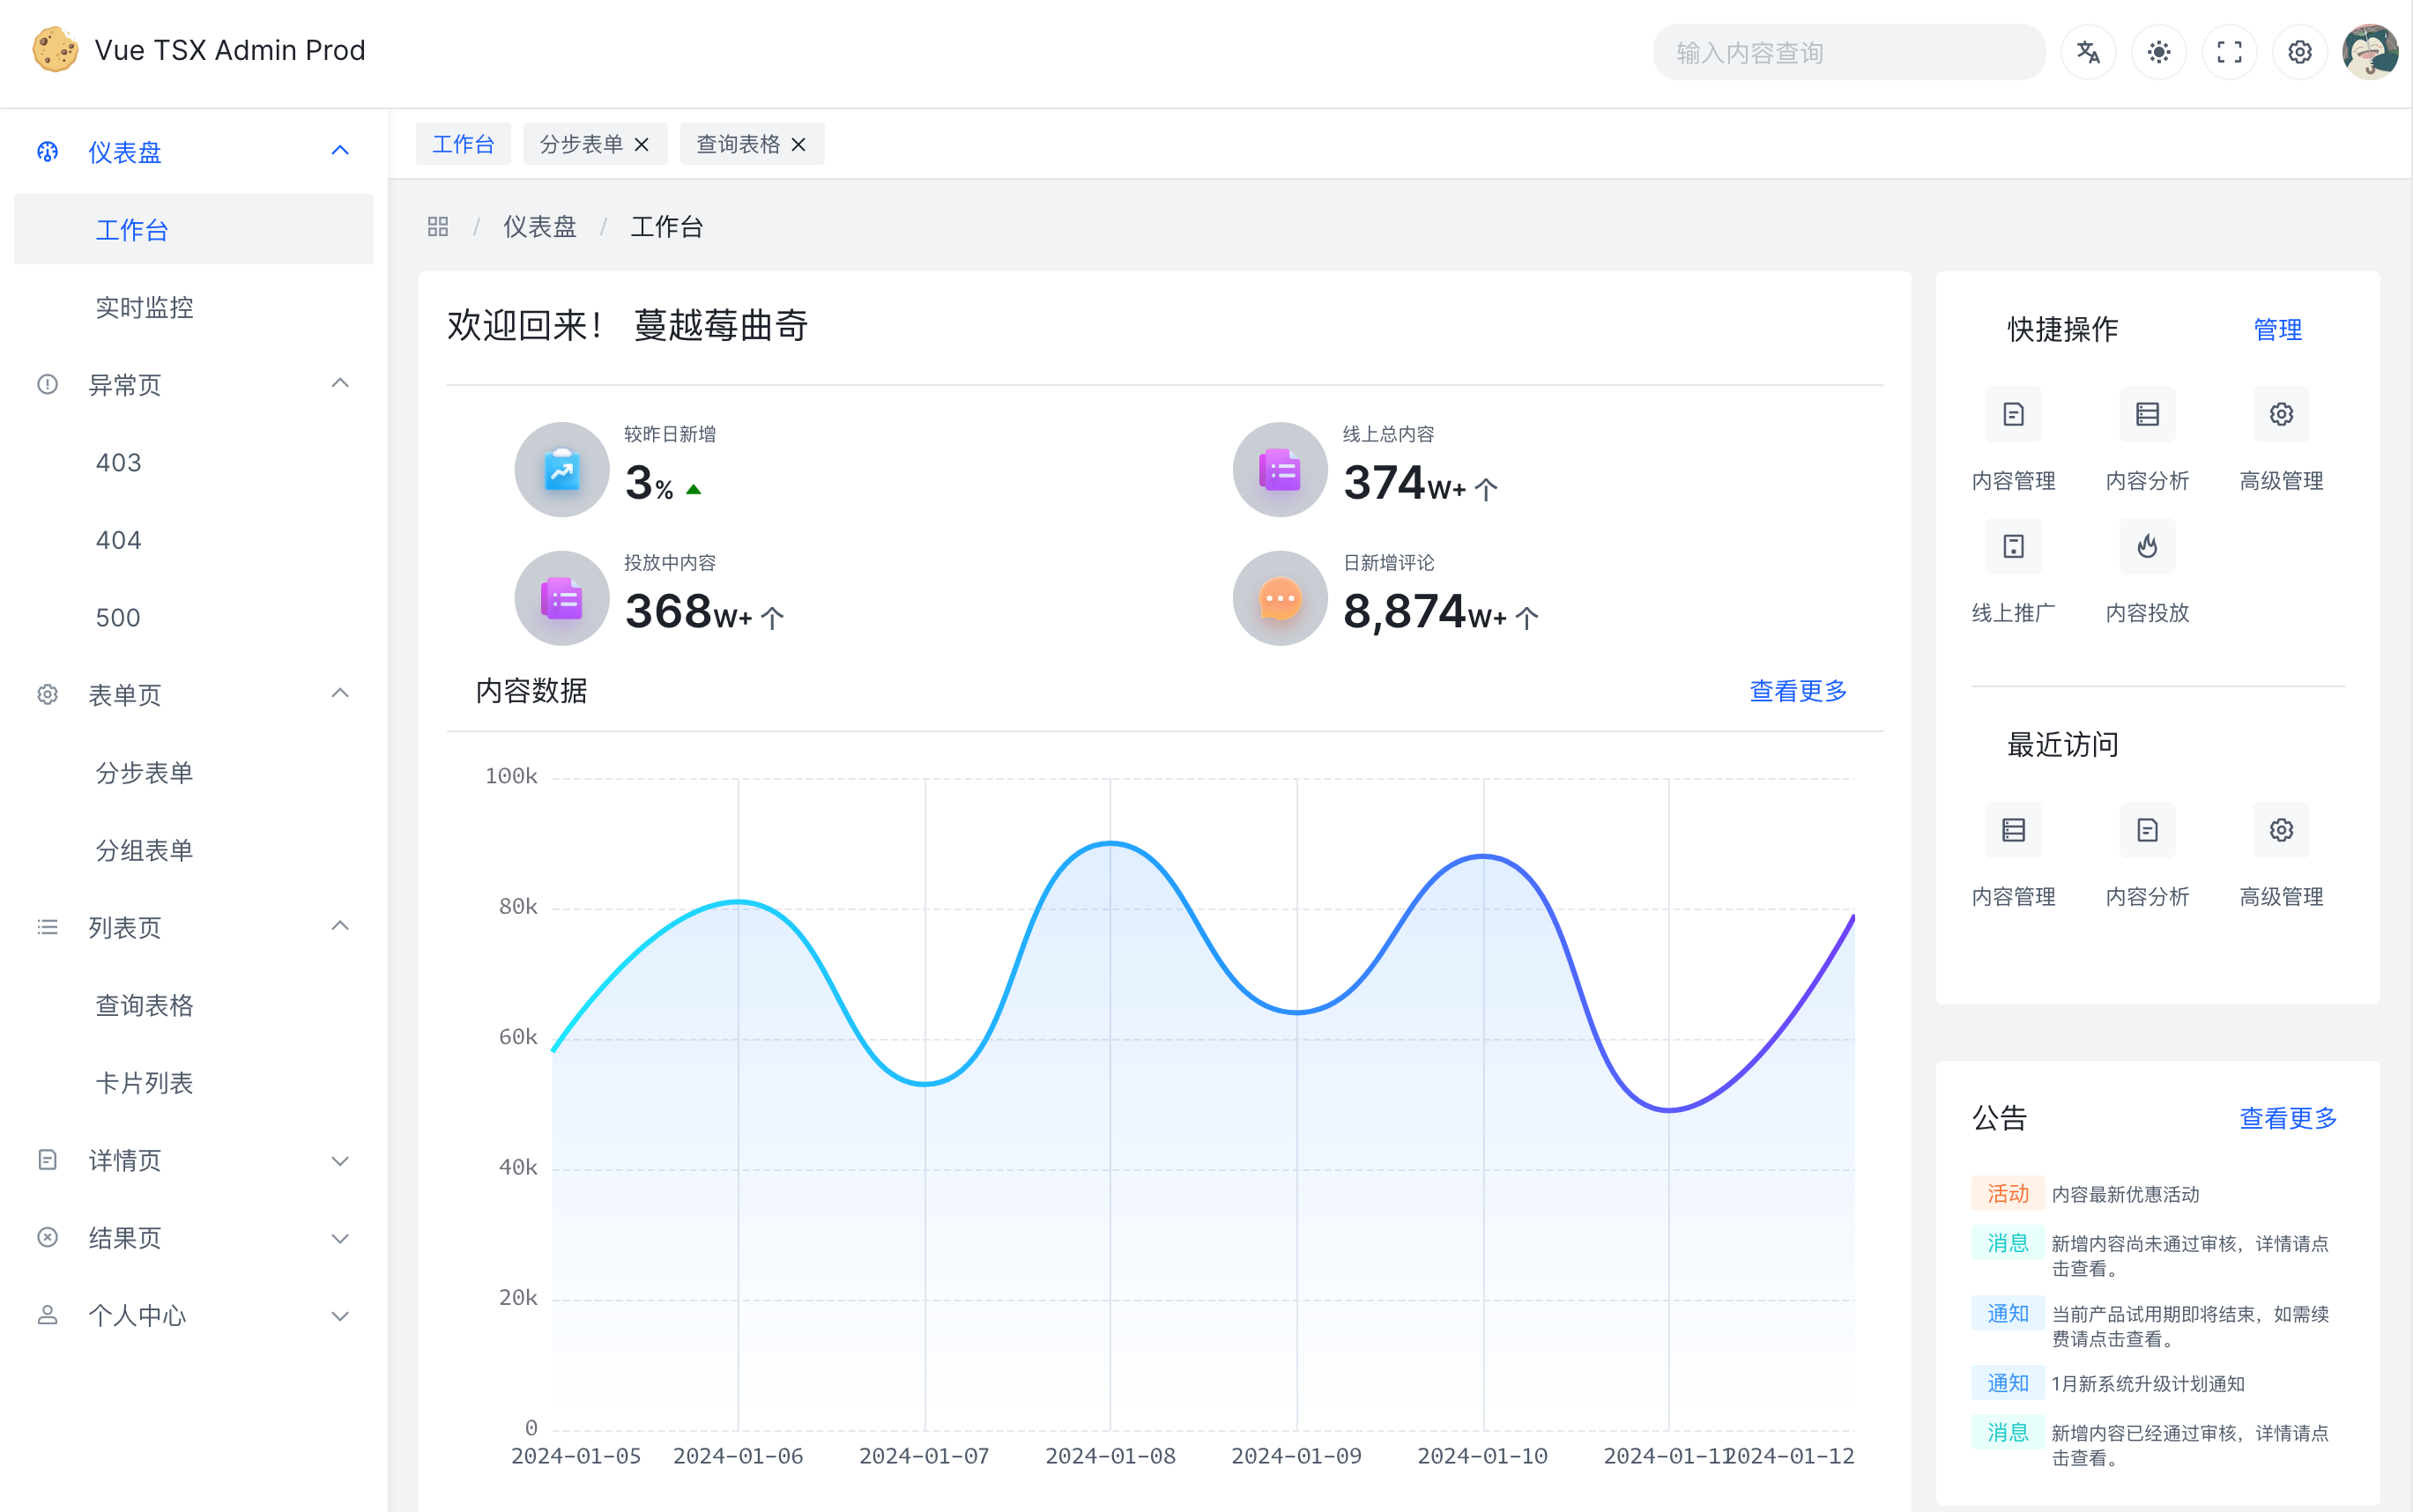 Vue TSX Admin Prod
输入内容查询
仪表盘
工作台
实时监控
异常页
403
404
500
表单页
分步表单
分组表单
列表页
查询表格
卡片列表
详情页
结果页
个人中心
工作台 分步表单 查询表格
/ 仪表盘 / 工作台
欢迎回来！ 蔓越莓曲奇
较昨日新增
3%
线上总内容
374W+ 个
投放中内容
368W+ 个
日新增评论
8,874W+ 个
内容数据 查看更多
100k
80k
60k
40k
20k
0
2024-01-05 2024-01-06 2024-01-07 2024-01-08 2024-01-09 2024-01-10 2024-01-11 2024-01-12
快捷操作 管理
内容管理 内容分析 高级管理
线上推广 内容投放
最近访问
内容管理 内容分析 高级管理
公告 查看更多
活动 内容最新优惠活动
消息 新增内容尚未通过审核，详情请点
击查看。
通知 当前产品试用期即将结束，如需续
费请点击查看。
通知 1月新系统升级计划通知
消息 新增内容已经通过审核，详情请点
击查看。